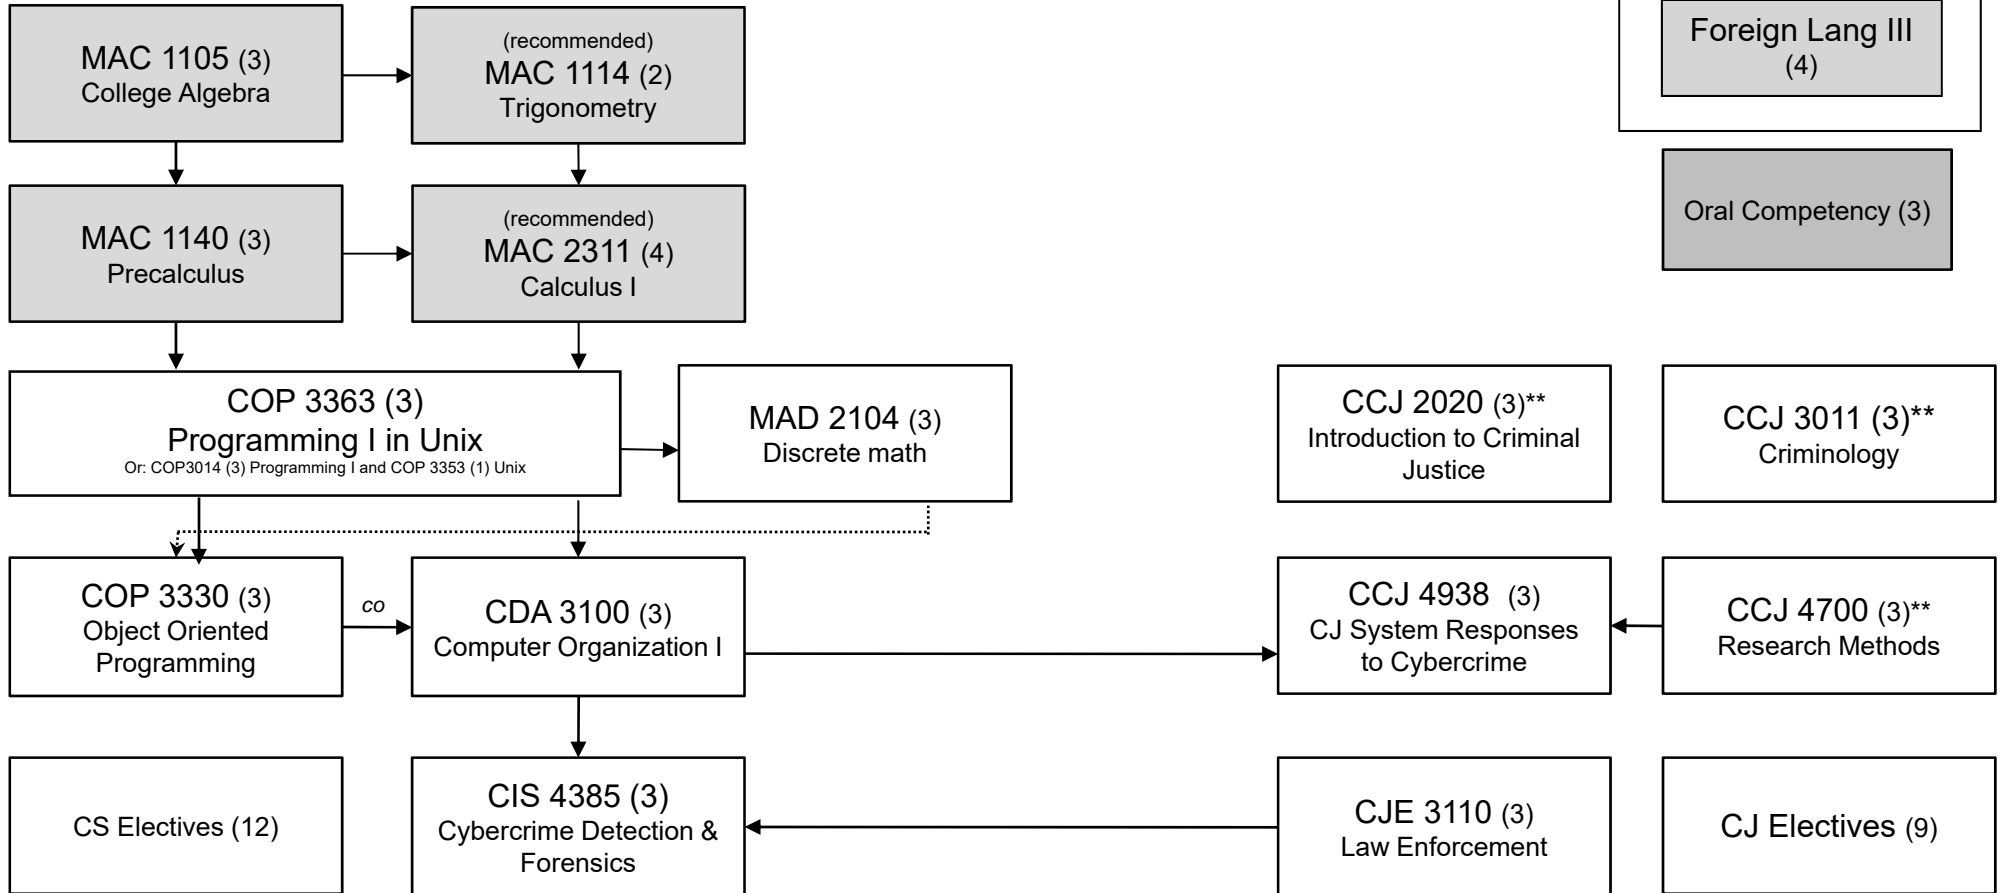 MAC 1105 (3)
College Algebra
(recommended)
MAC 1114 (2)
Trigonometry
Foreign Lang III
(4)
MAC 1140 (3)
Precalculus
(recommended)
MAC 2311 (4)
Calculus I
Oral Competency (3)
COP 3363 (3)
Programming I in Unix
Or: COP3014 (3) Programming I and COP 3353 (1) Unix
MAD 2104 (3)
Discrete math
CCJ 2020 (3)**
Introduction to Criminal
Justice
CCJ 3011 (3)**
Criminology
COP 3330 (3)
Object Oriented
Programming
co
CDA 3100 (3)
Computer Organization I
CCJ 4938 (3)
CJ System Responses
to Cybercrime
CCJ 4700 (3)**
Research Methods
CS Electives (12)
CIS 4385 (3)
Cybercrime Detection &
Forensics
CJE 3110 (3)
Law Enforcement
CJ Electives (9)